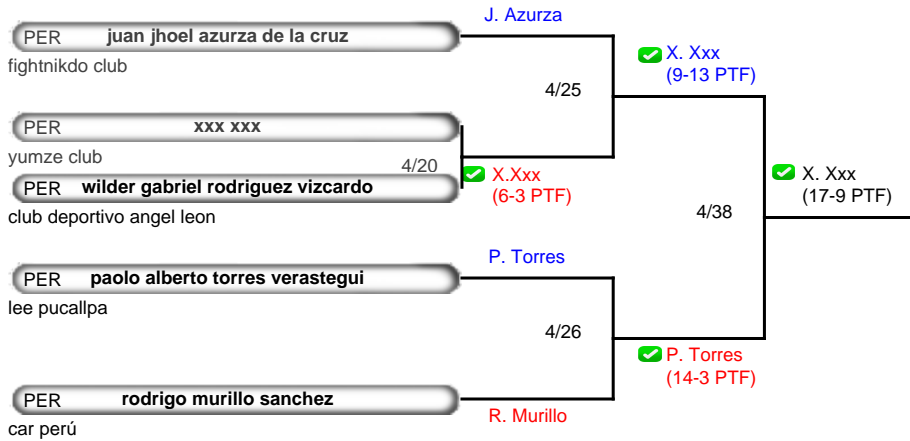 J. Azurza
PER juan jhoel azurza de la cruz
fightnikdo club
X. Xxx
(9-13 PTF)
4/25
PER xxx xxx
yumze club
4/20
X.Xxx
(6-3 PTF)
PER wilder gabriel rodriguez vizcardo
club deportivo angel leon
X. Xxx
(17-9 PTF)
4/38
P. Torres
PER paolo alberto torres verastegui
lee pucallpa
4/26
P. Torres
(14-3 PTF)
PER rodrigo murillo sanchez
R. Murillo
car perú